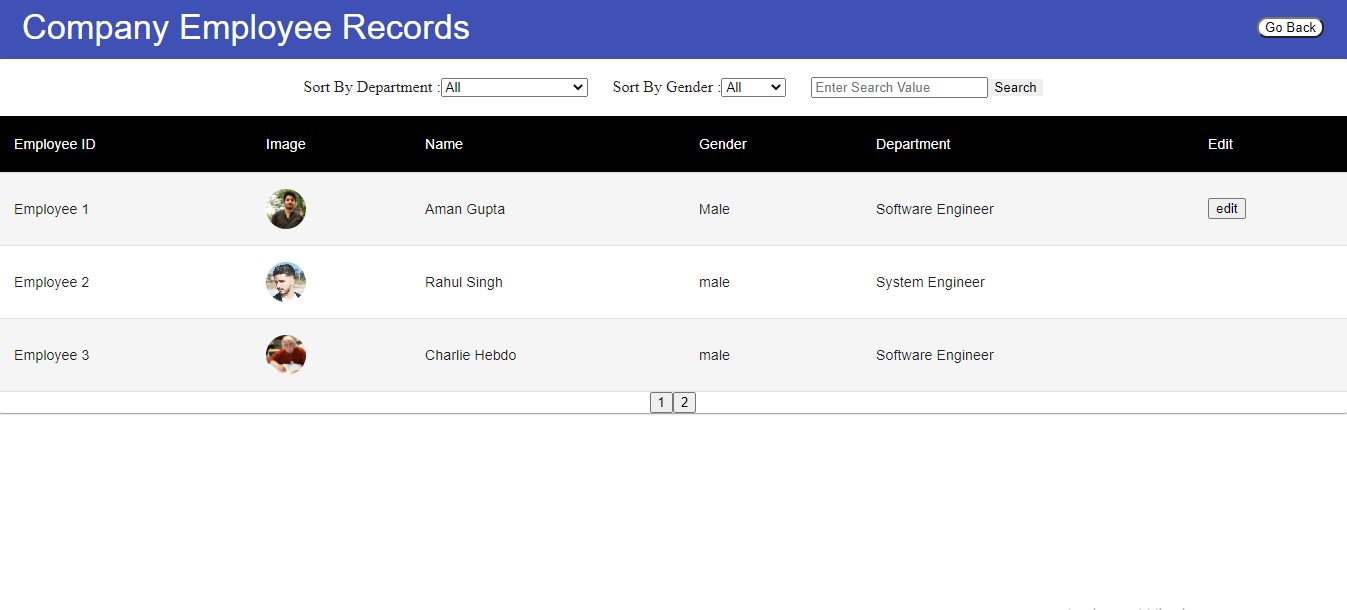 Company Employee Records Go Back
Sort By Department : All Sort By Gender : All Enter Search Value Search
Employee ID Image Name Gender Department Edit
Employee 1 Aman Gupta Male Software Engineer edit
Employee 2 Rahul Singh male System Engineer
Employee 3 Charlie Hebdo male Software Engineer
1 2